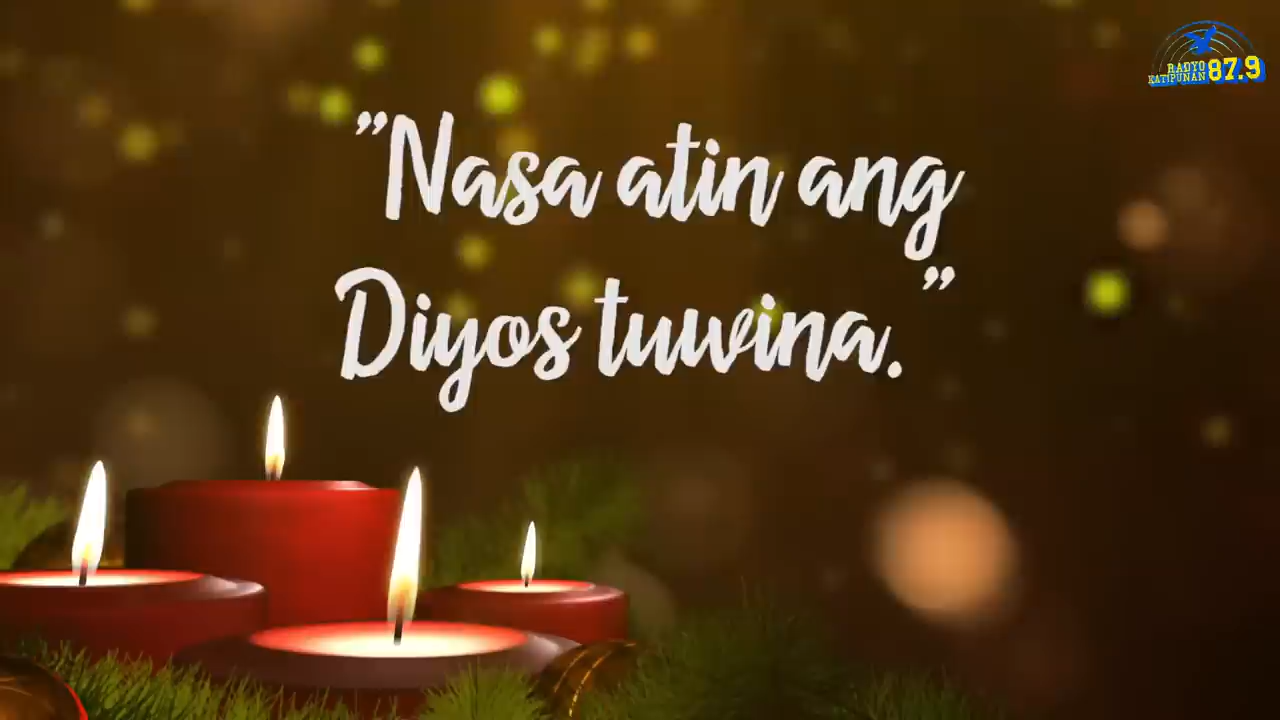 RADYO
KATIPUNAN 87.9
”Nasa atin ang
Diyos tuwina.”